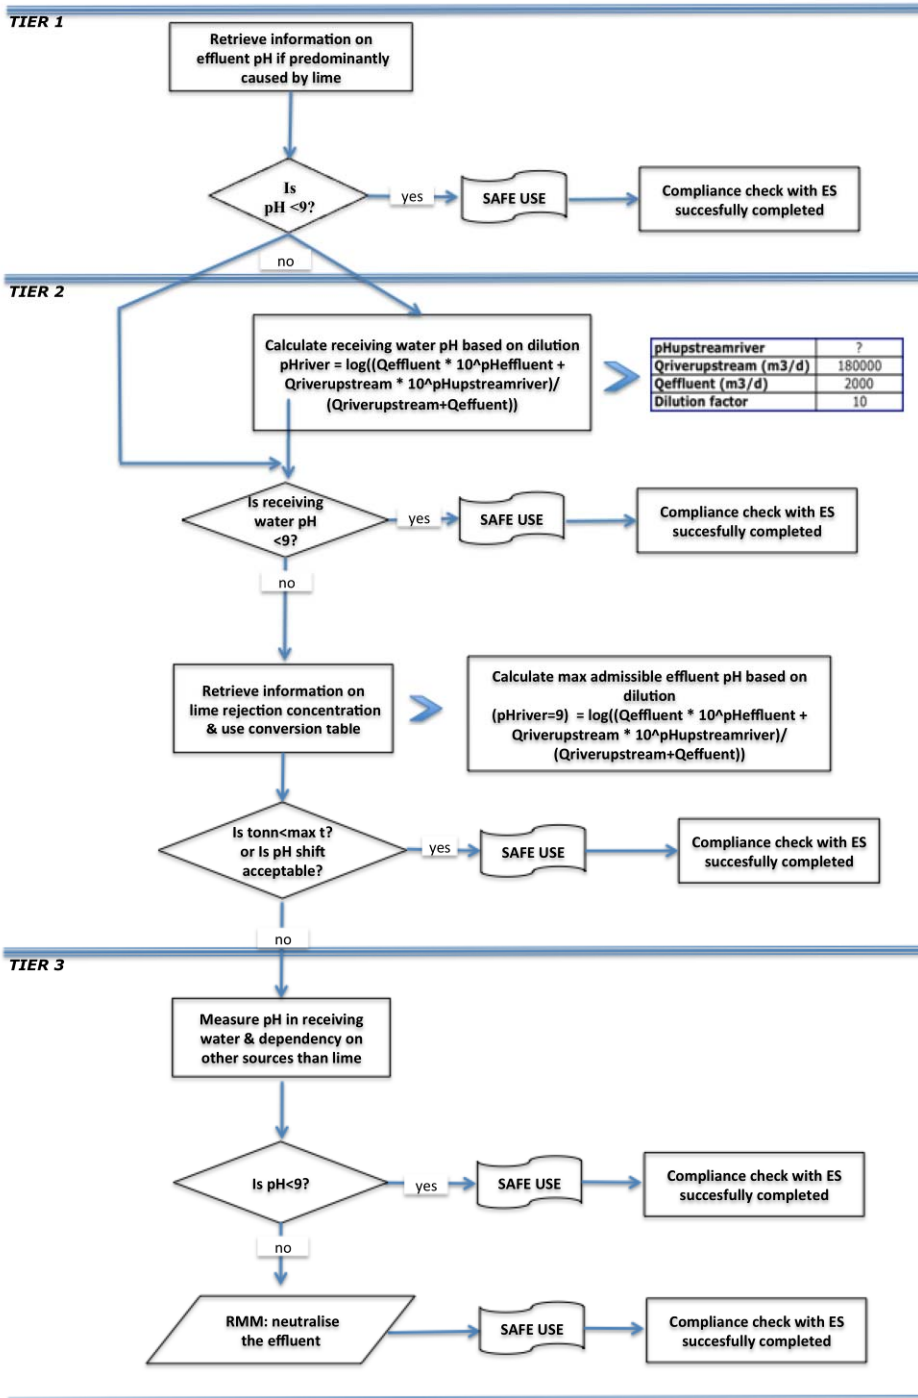 TIER 1
Retrieve information on
effluent pH if predominantly
caused by lime
Is
pH <9?
yes
SAFE USE
Compliance check with ES
succesfully completed
no
TIER 2
Calculate receiving water pH based on dilution
pHriver = log((Qeffluent * 10^pHeffluent +
Qriverupstream * 10^pHupstreamriver)/
(Qriverupstream+Qeffuent))
pHupstreamriver ?
Qriverupstream (m3/d) 180000
Qeffluent (m3/d) 2000
Dilution factor 10
Is receiving
water pH
<9?
yes
SAFE USE
Compliance check with ES
succesfully completed
no
Retrieve information on
lime rejection concentration
& use conversion table
Calculate max admissible effluent pH based on
dilution
(pHriver=9) = log((Qeffluent * 10^pHeffluent +
Qriverupstream * 10^pHupstreamriver)/
(Qriverupstream+Qeffuent))
Is tonn<max t?
or Is pH shift
acceptable?
yes
SAFE USE
Compliance check with ES
succesfully completed
no
TIER 3
Measure pH in receiving
water & dependency on
other sources than lime
Is pH<9?
yes
SAFE USE
Compliance check with ES
succesfully completed
no
RMM: neutralise
the effluent
SAFE USE
Compliance check with ES
succesfully completed